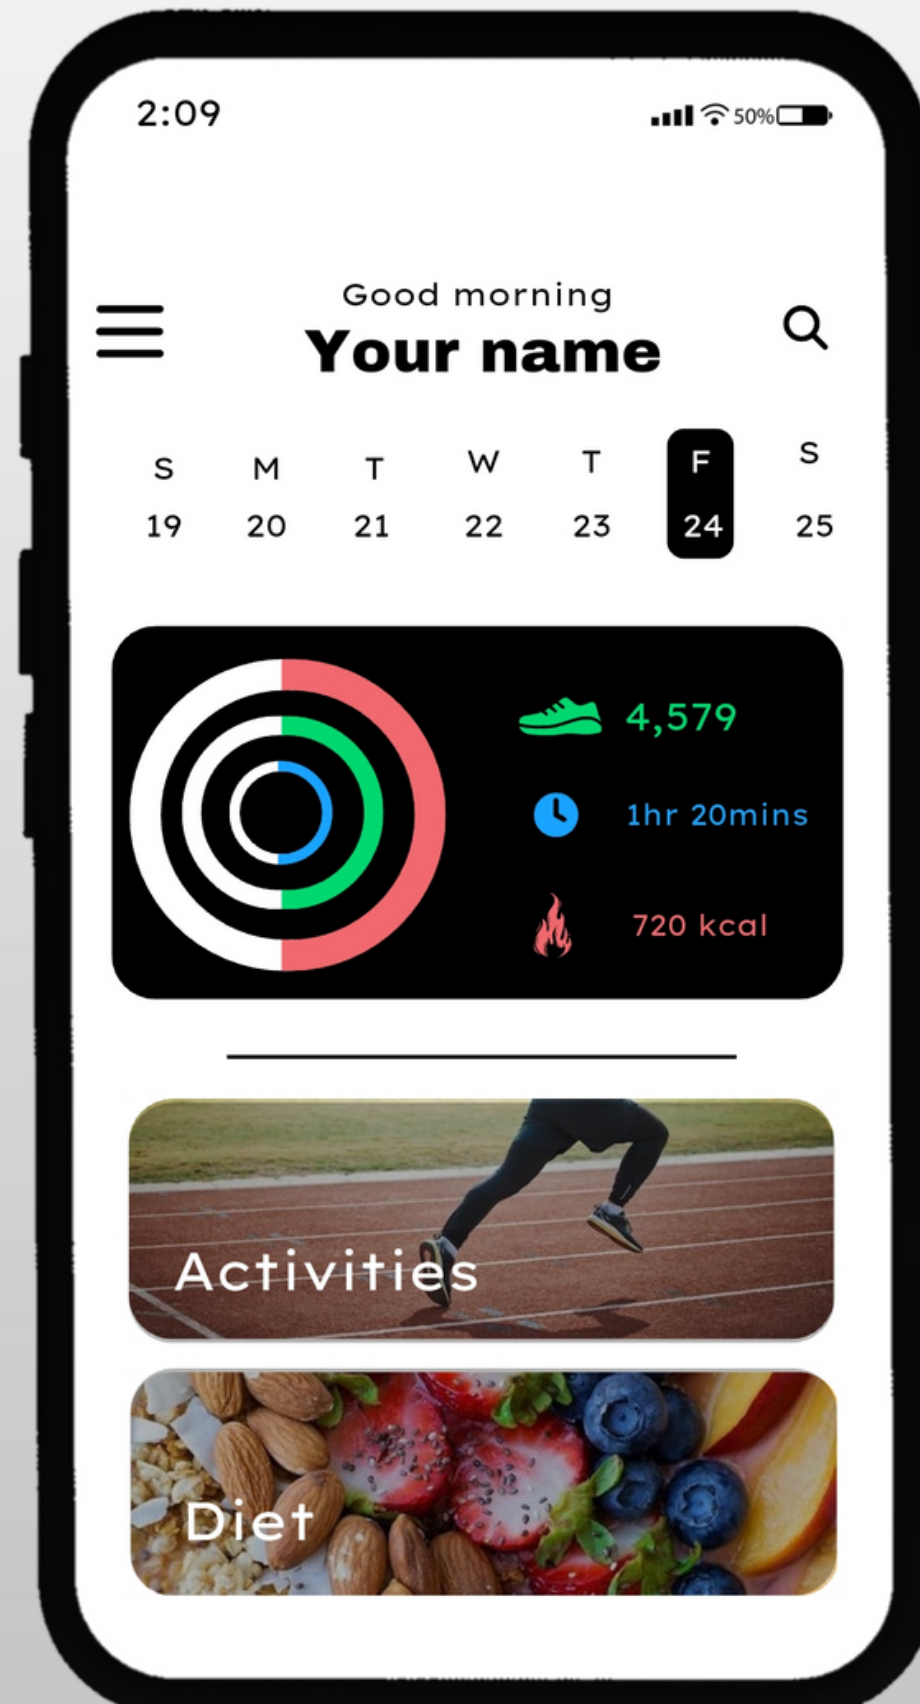 2:09
50%
Good morning
Your name
S M T W T F S
19 20 21 22 23 24 25
4,579
1hr 20mins
720 kcal
Activities
Diet